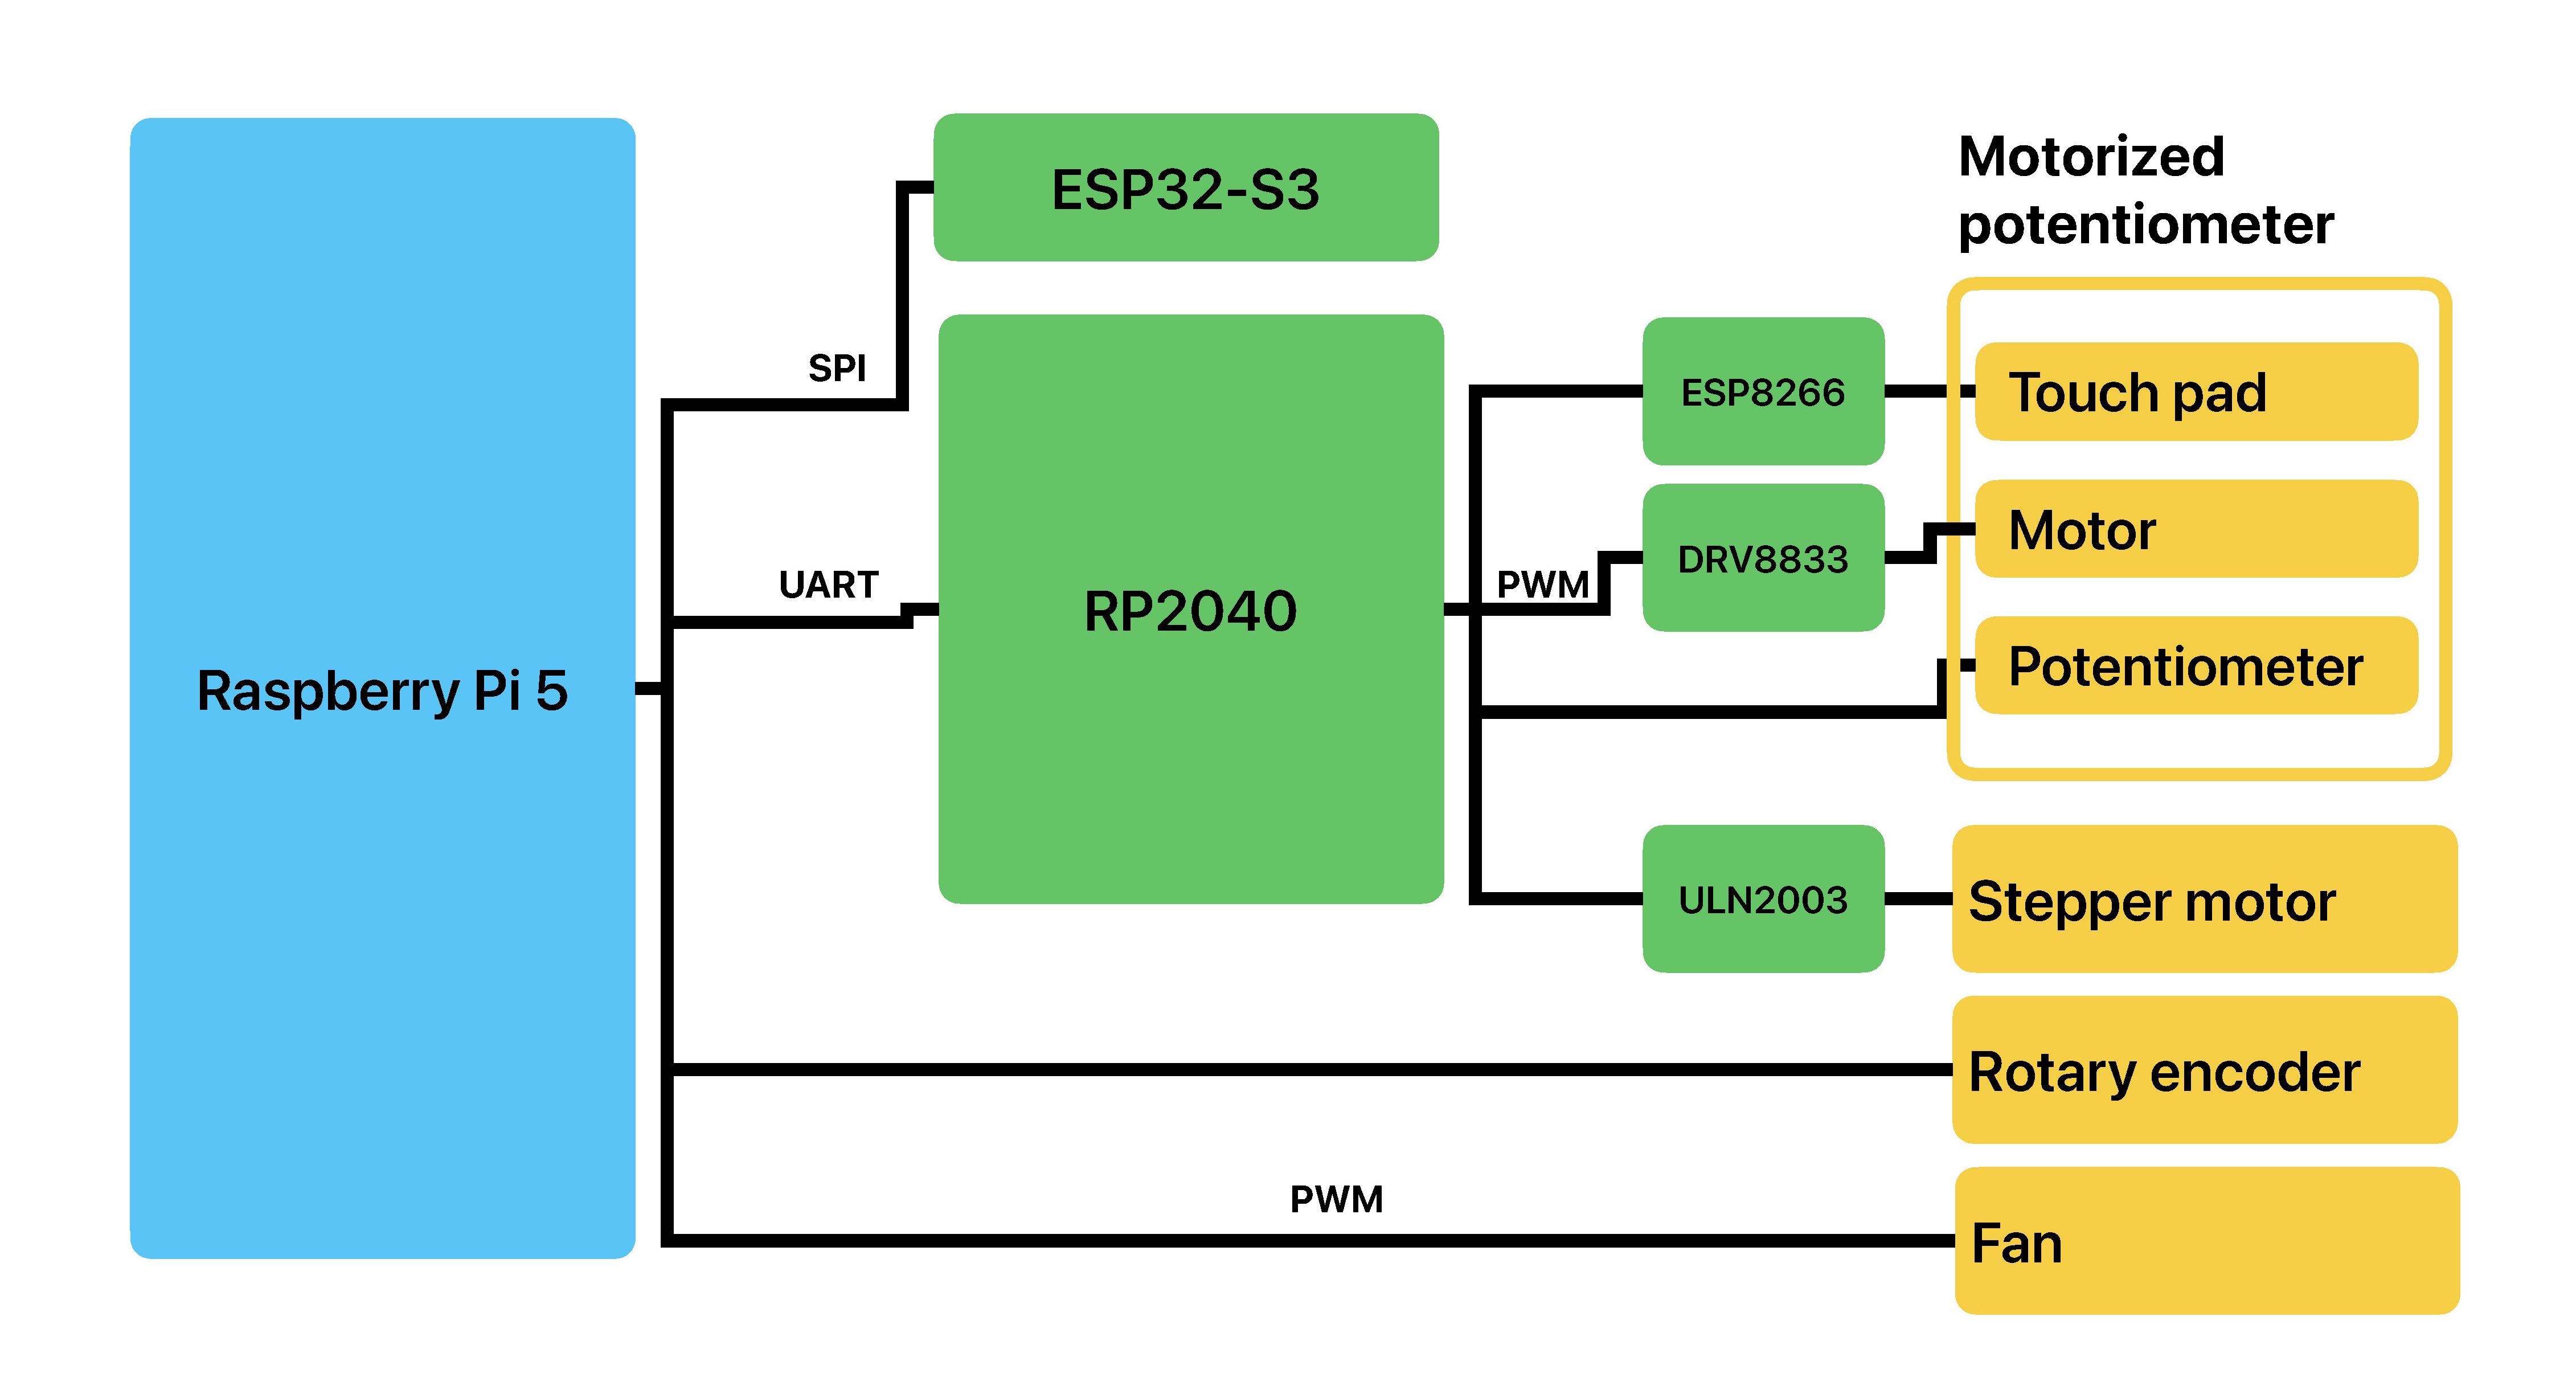 Motorized
potentiometer
ESP32-S3
SPI
Touch pad
ESP8266
Motor
DRV8833
UART
PWM
RP2040
Potentiometer
Raspberry Pi 5
ULN2003
Stepper motor
Rotary encoder
PWM
Fan